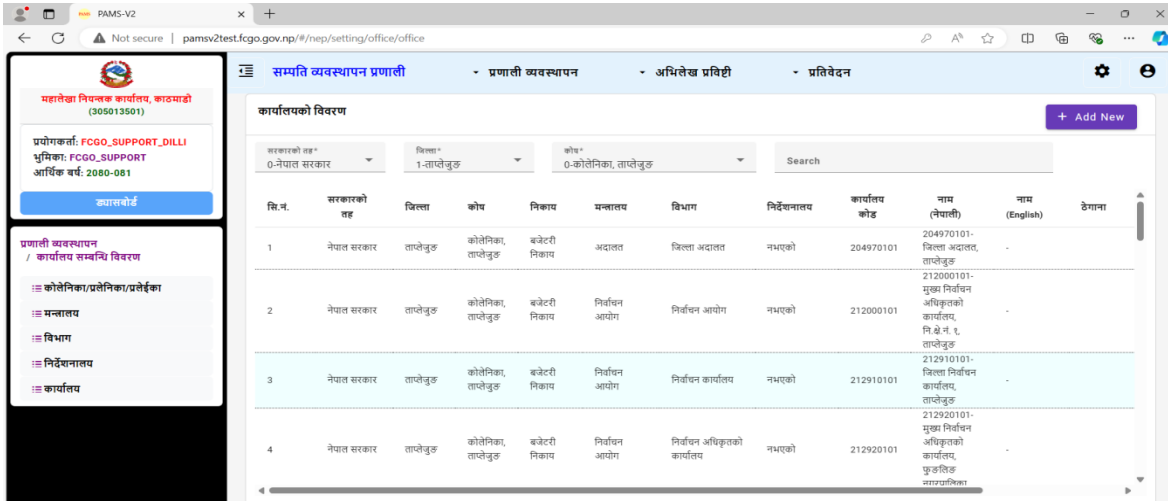 PAMS-V2
Not secure | pamsv2test.fcgo.gov.np/#/nep/setting/office/office
महालेखा नियन्त्रक कार्यालय, काठमाडो
(305013501)
प्रयोगकर्ता: FCGO_SUPPORT_DILLI
भुमिका: FCGO_SUPPORT
आर्थिक बर्ष: 2080-081
ड्यासबोर्ड
प्रणाली व्यवस्थापन
/ कार्यालय सम्बन्धि विवरण
कोलेनिका/प्रलेनिका/प्रलेईका
मन्त्रालय
विभाग
निर्देशनालय
कार्यालय
सम्पति व्यवस्थापन प्रणाली
प्रणाली व्यवस्थापन
अभिलेख प्रविष्टी
प्रतिवेदन
कार्यालयको विवरण
+ Add New
सरकारको तह*
0-नेपाल सरकार
जिल्ला*
1-ताप्लेजुङ
कोष*
0-कोलेनिका, ताप्लेजुङ
Search
सि.नं. सरकारको तह जिल्ला कोष निकाय मन्त्रालय विभाग निर्देशनालय कार्यालय कोड नाम (नेपाली) नाम (English) ठेगाना
1 नेपाल सरकार ताप्लेजुङ कोलेनिका, ताप्लेजुङ बजेटरी निकाय अदालत जिल्ला अदालत नभएको 204970101 204970101-जिल्ला अदालत, ताप्लेजुङ -
2 नेपाल सरकार ताप्लेजुङ कोलेनिका, ताप्लेजुङ बजेटरी निकाय निर्वाचन आयोग निर्वाचन आयोग नभएको 212000101 212000101-मुख्य निर्वाचन अधिकृतको कार्यालय, नि.क्षे.नं. १, ताप्लेजुङ -
3 नेपाल सरकार ताप्लेजुङ कोलेनिका, ताप्लेजुङ बजेटरी निकाय निर्वाचन आयोग निर्वाचन कार्यालय नभएको 212910101 212910101-जिल्ला निर्वाचन कार्यालय, ताप्लेजुङ -
4 नेपाल सरकार ताप्लेजुङ कोलेनिका, ताप्लेजुङ बजेटरी निकाय निर्वाचन आयोग निर्वाचन अधिकृतको कार्यालय नभएको 212920101 212920101-मुख्य निर्वाचन अधिकृतको कार्यालय, फुङलिङ नगरपालिका -